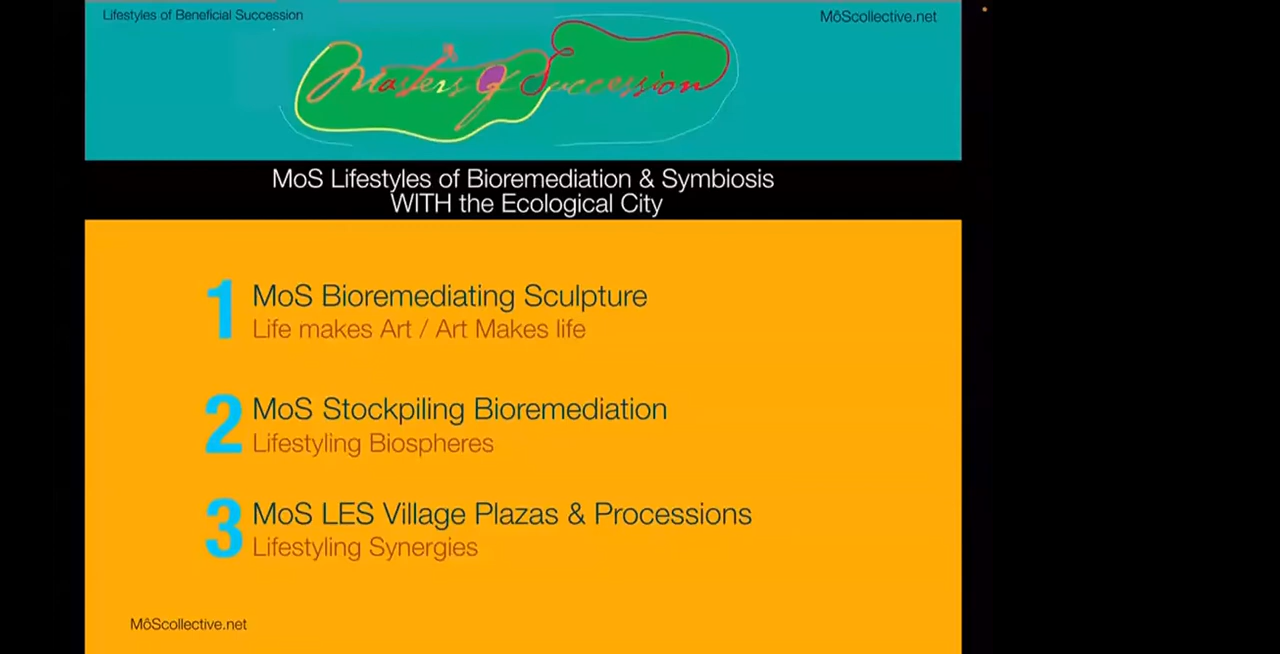 Lifestyles of Beneficial Succession
MôScollective.net
Masters of Succession
MoS Lifestyles of Bioremediation & Symbiosis
WITH the Ecological City
1 MoS Bioremediating Sculpture
Life makes Art / Art Makes life
2 MoS Stockpiling Bioremediation
Lifestyling Biospheres
3 MoS LES Village Plazas & Processions
Lifestyling Synergies
MôScollective.net